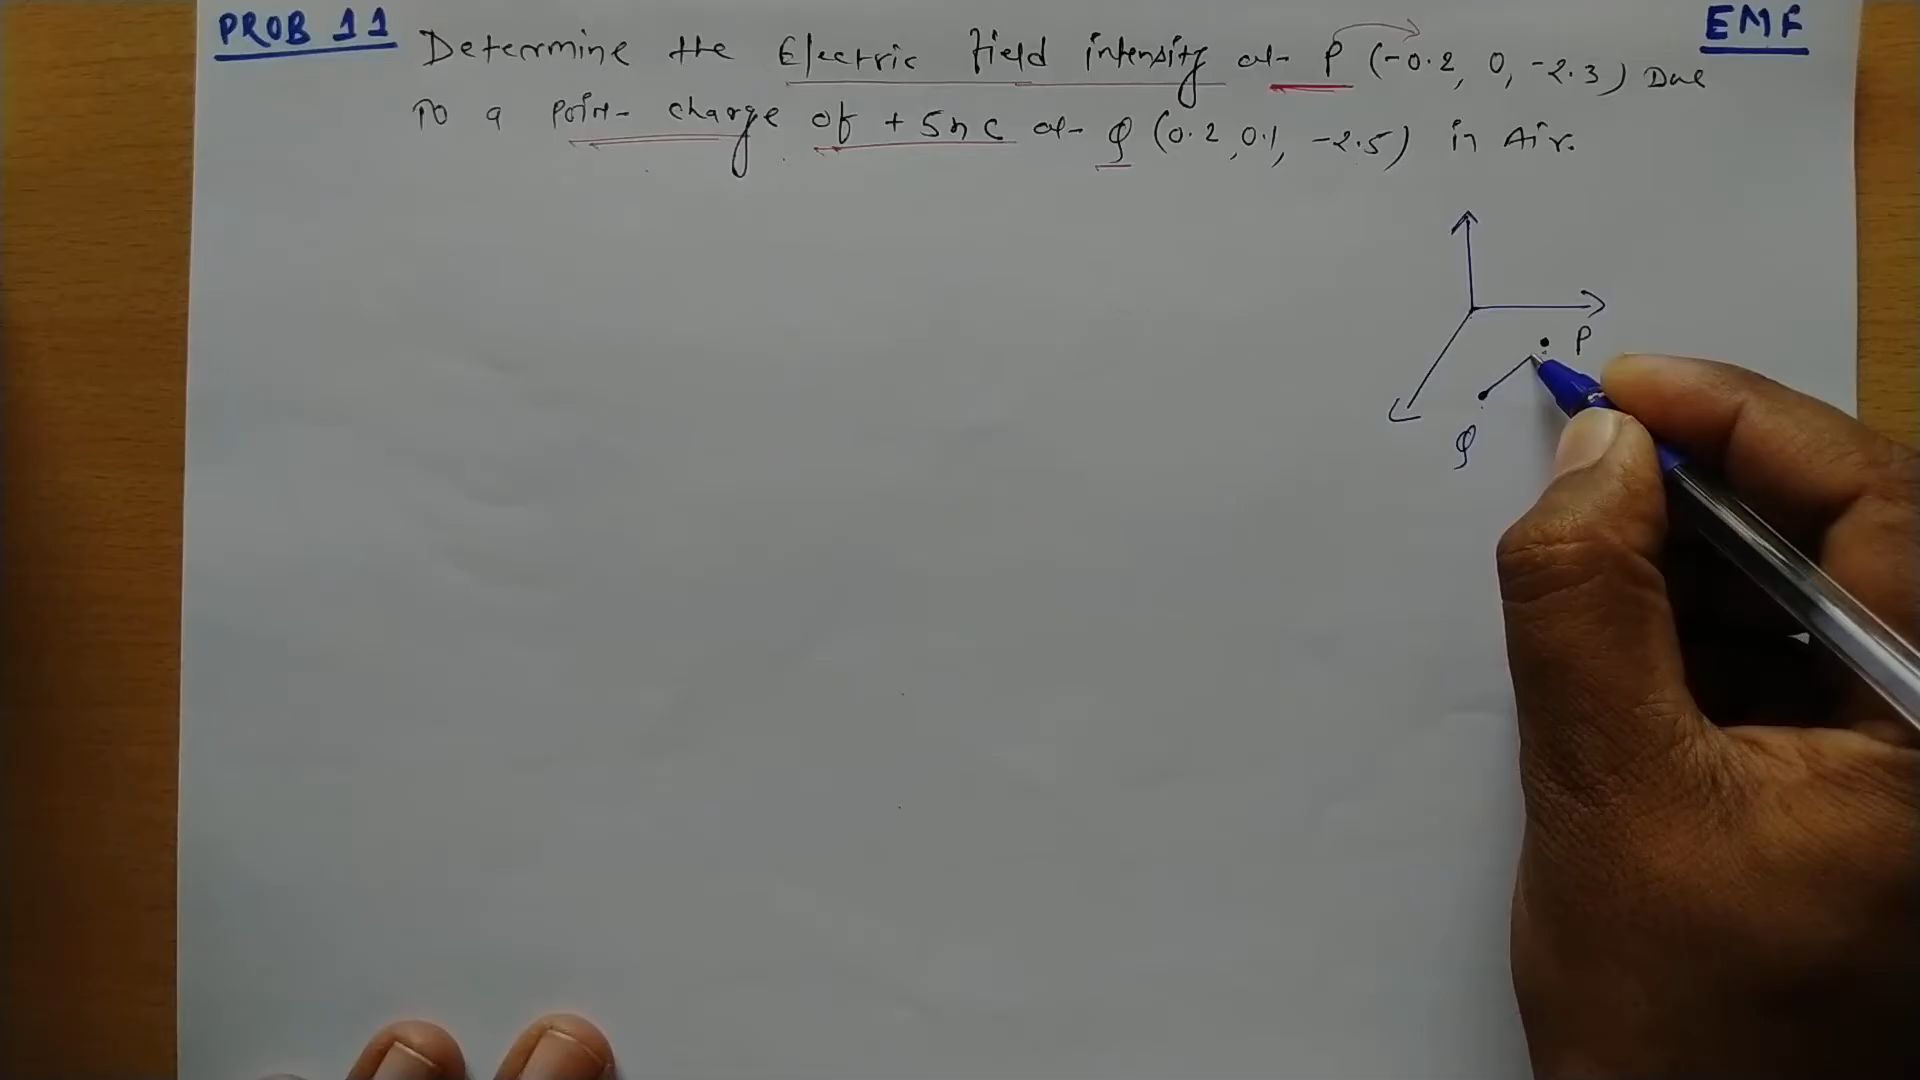 PROB 11
EMF
Determine the Electric field intensity at P (-0.2, 0, -2.3) Due
To a point charge of +5nC at Q (0.2, 0.1, -2.5) in Air.
P
Q